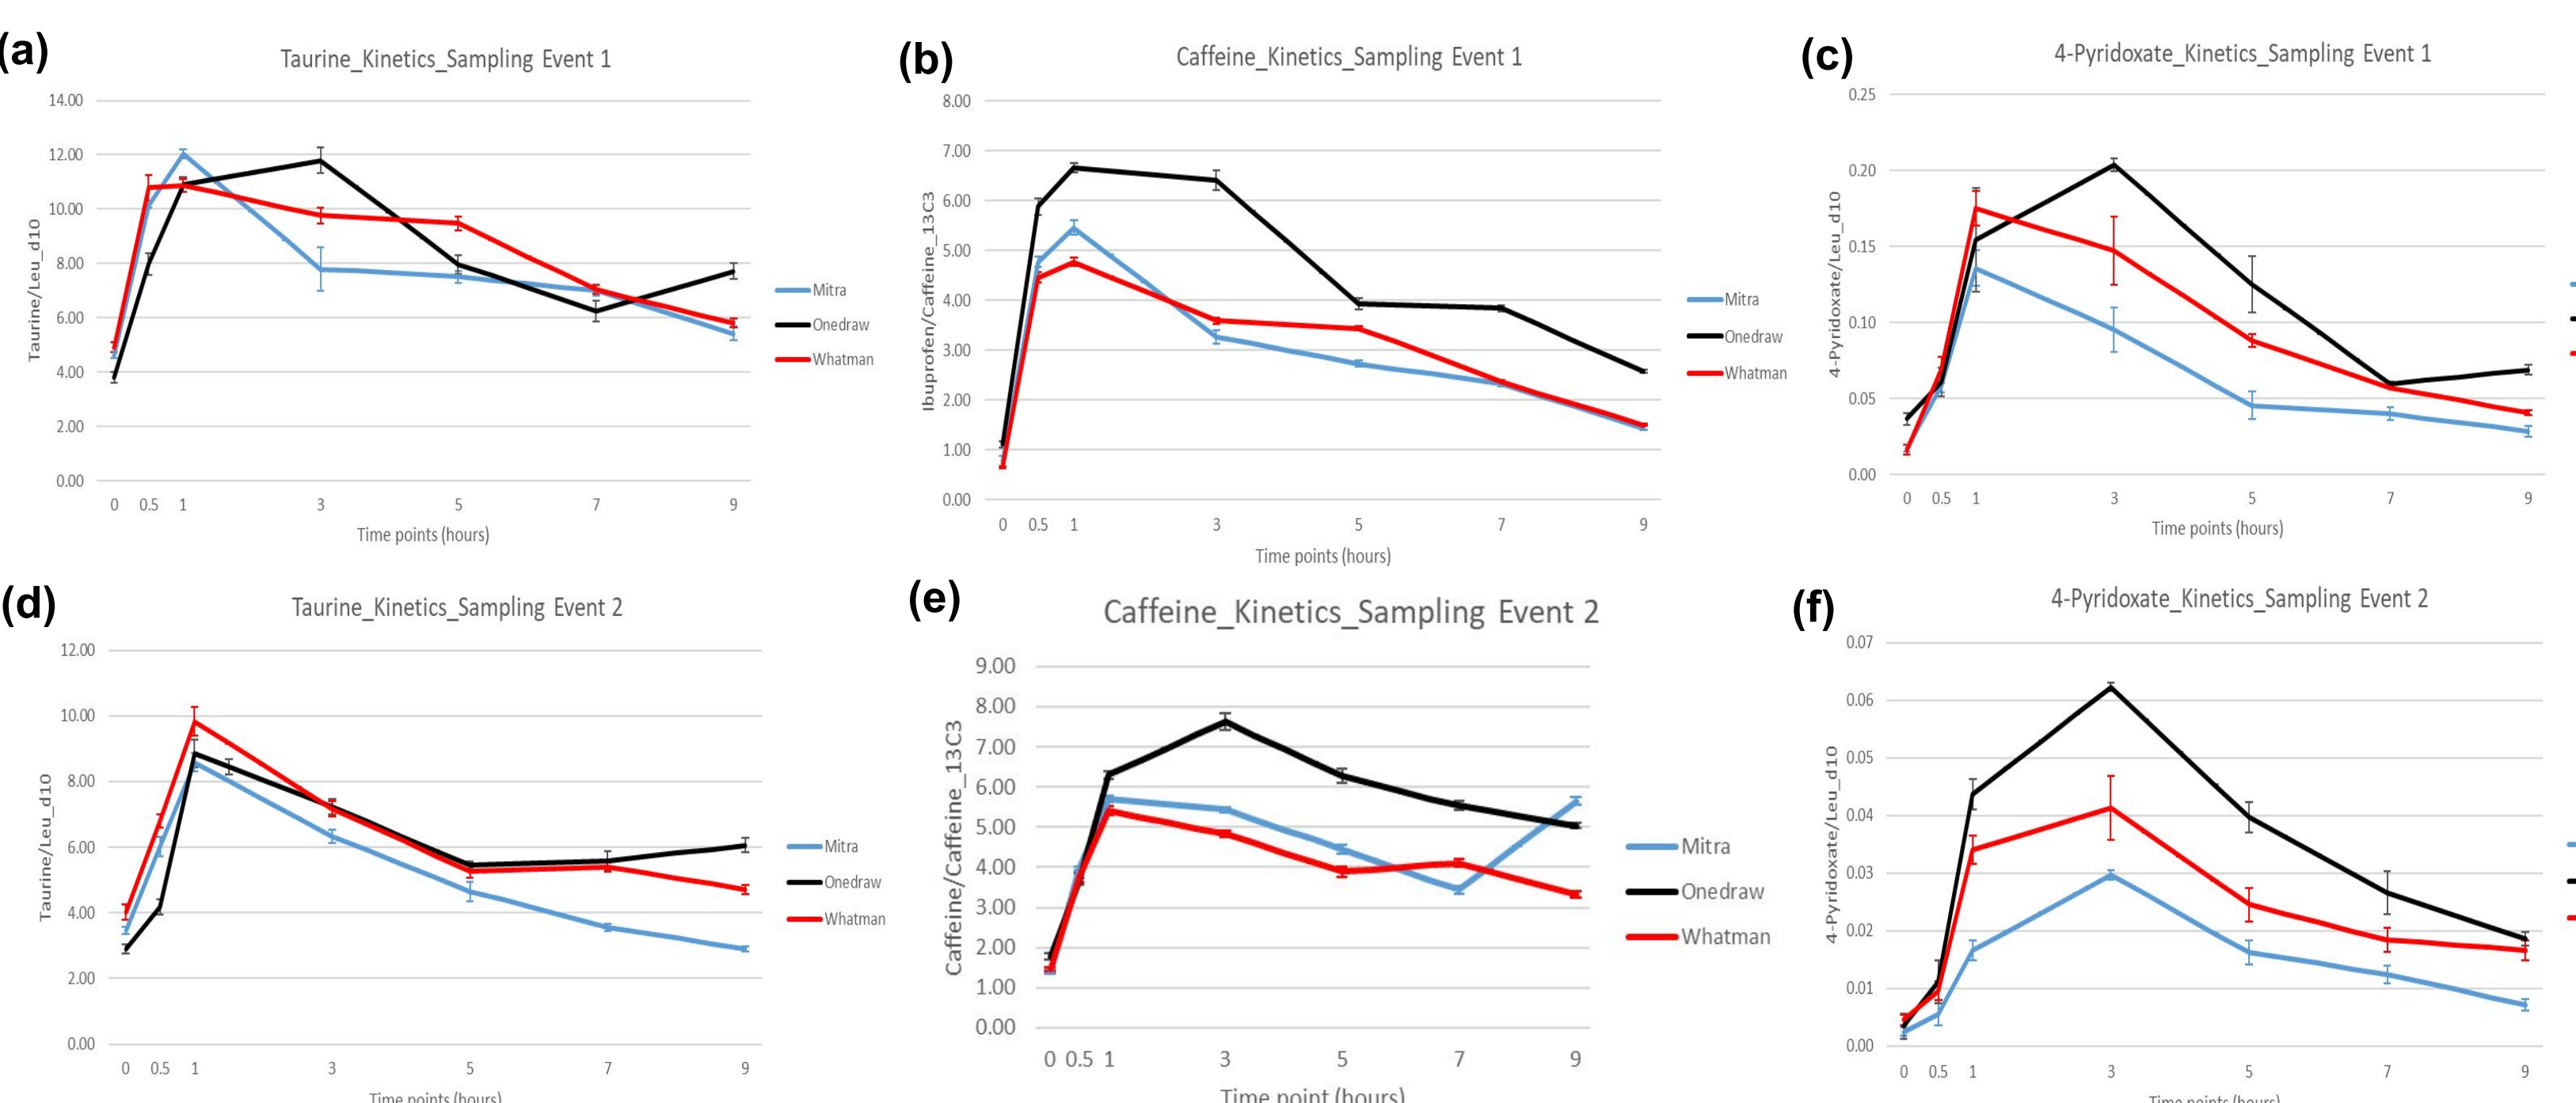 (a)
Taurine_Kinetics_Sampling Event 1
14.00
12.00
10.00
8.00
6.00
4.00
2.00
0.00
Taurine/Leu_d10
0 0.5 1 3 5 7 9
Time points (hours)
Mitra
Onedraw
Whatman
(b)
Caffeine_Kinetics_Sampling Event 1
8.00
7.00
6.00
5.00
4.00
3.00
2.00
1.00
0.00
Ibuprofen/Caffeine_13C3
0 0.5 1 3 5 7 9
Time points (hours)
Mitra
Onedraw
Whatman
(c)
4-Pyridoxate_Kinetics_Sampling Event 1
0.25
0.20
0.15
0.10
0.05
0.00
4-Pyridoxate/Leu_d10
0 0.5 1 3 5 7 9
Time points (hours)
(d)
Taurine_Kinetics_Sampling Event 2
12.00
10.00
8.00
6.00
4.00
2.00
0.00
Taurine/Leu_d10
0 0.5 1 3 5 7 9
Time points (hours)
Mitra
Onedraw
Whatman
(e)
Caffeine_Kinetics_Sampling Event 2
9.00
8.00
7.00
6.00
5.00
4.00
3.00
2.00
1.00
0.00
Caffeine/Caffeine_13C3
0 0.5 1 3 5 7 9
Time point (hours)
Mitra
Onedraw
Whatman
(f)
4-Pyridoxate_Kinetics_Sampling Event 2
0.07
0.06
0.05
0.04
0.03
0.02
0.01
0.00
4-Pyridoxate/Leu_d10
0 0.5 1 3 5 7 9
Time points (hours)